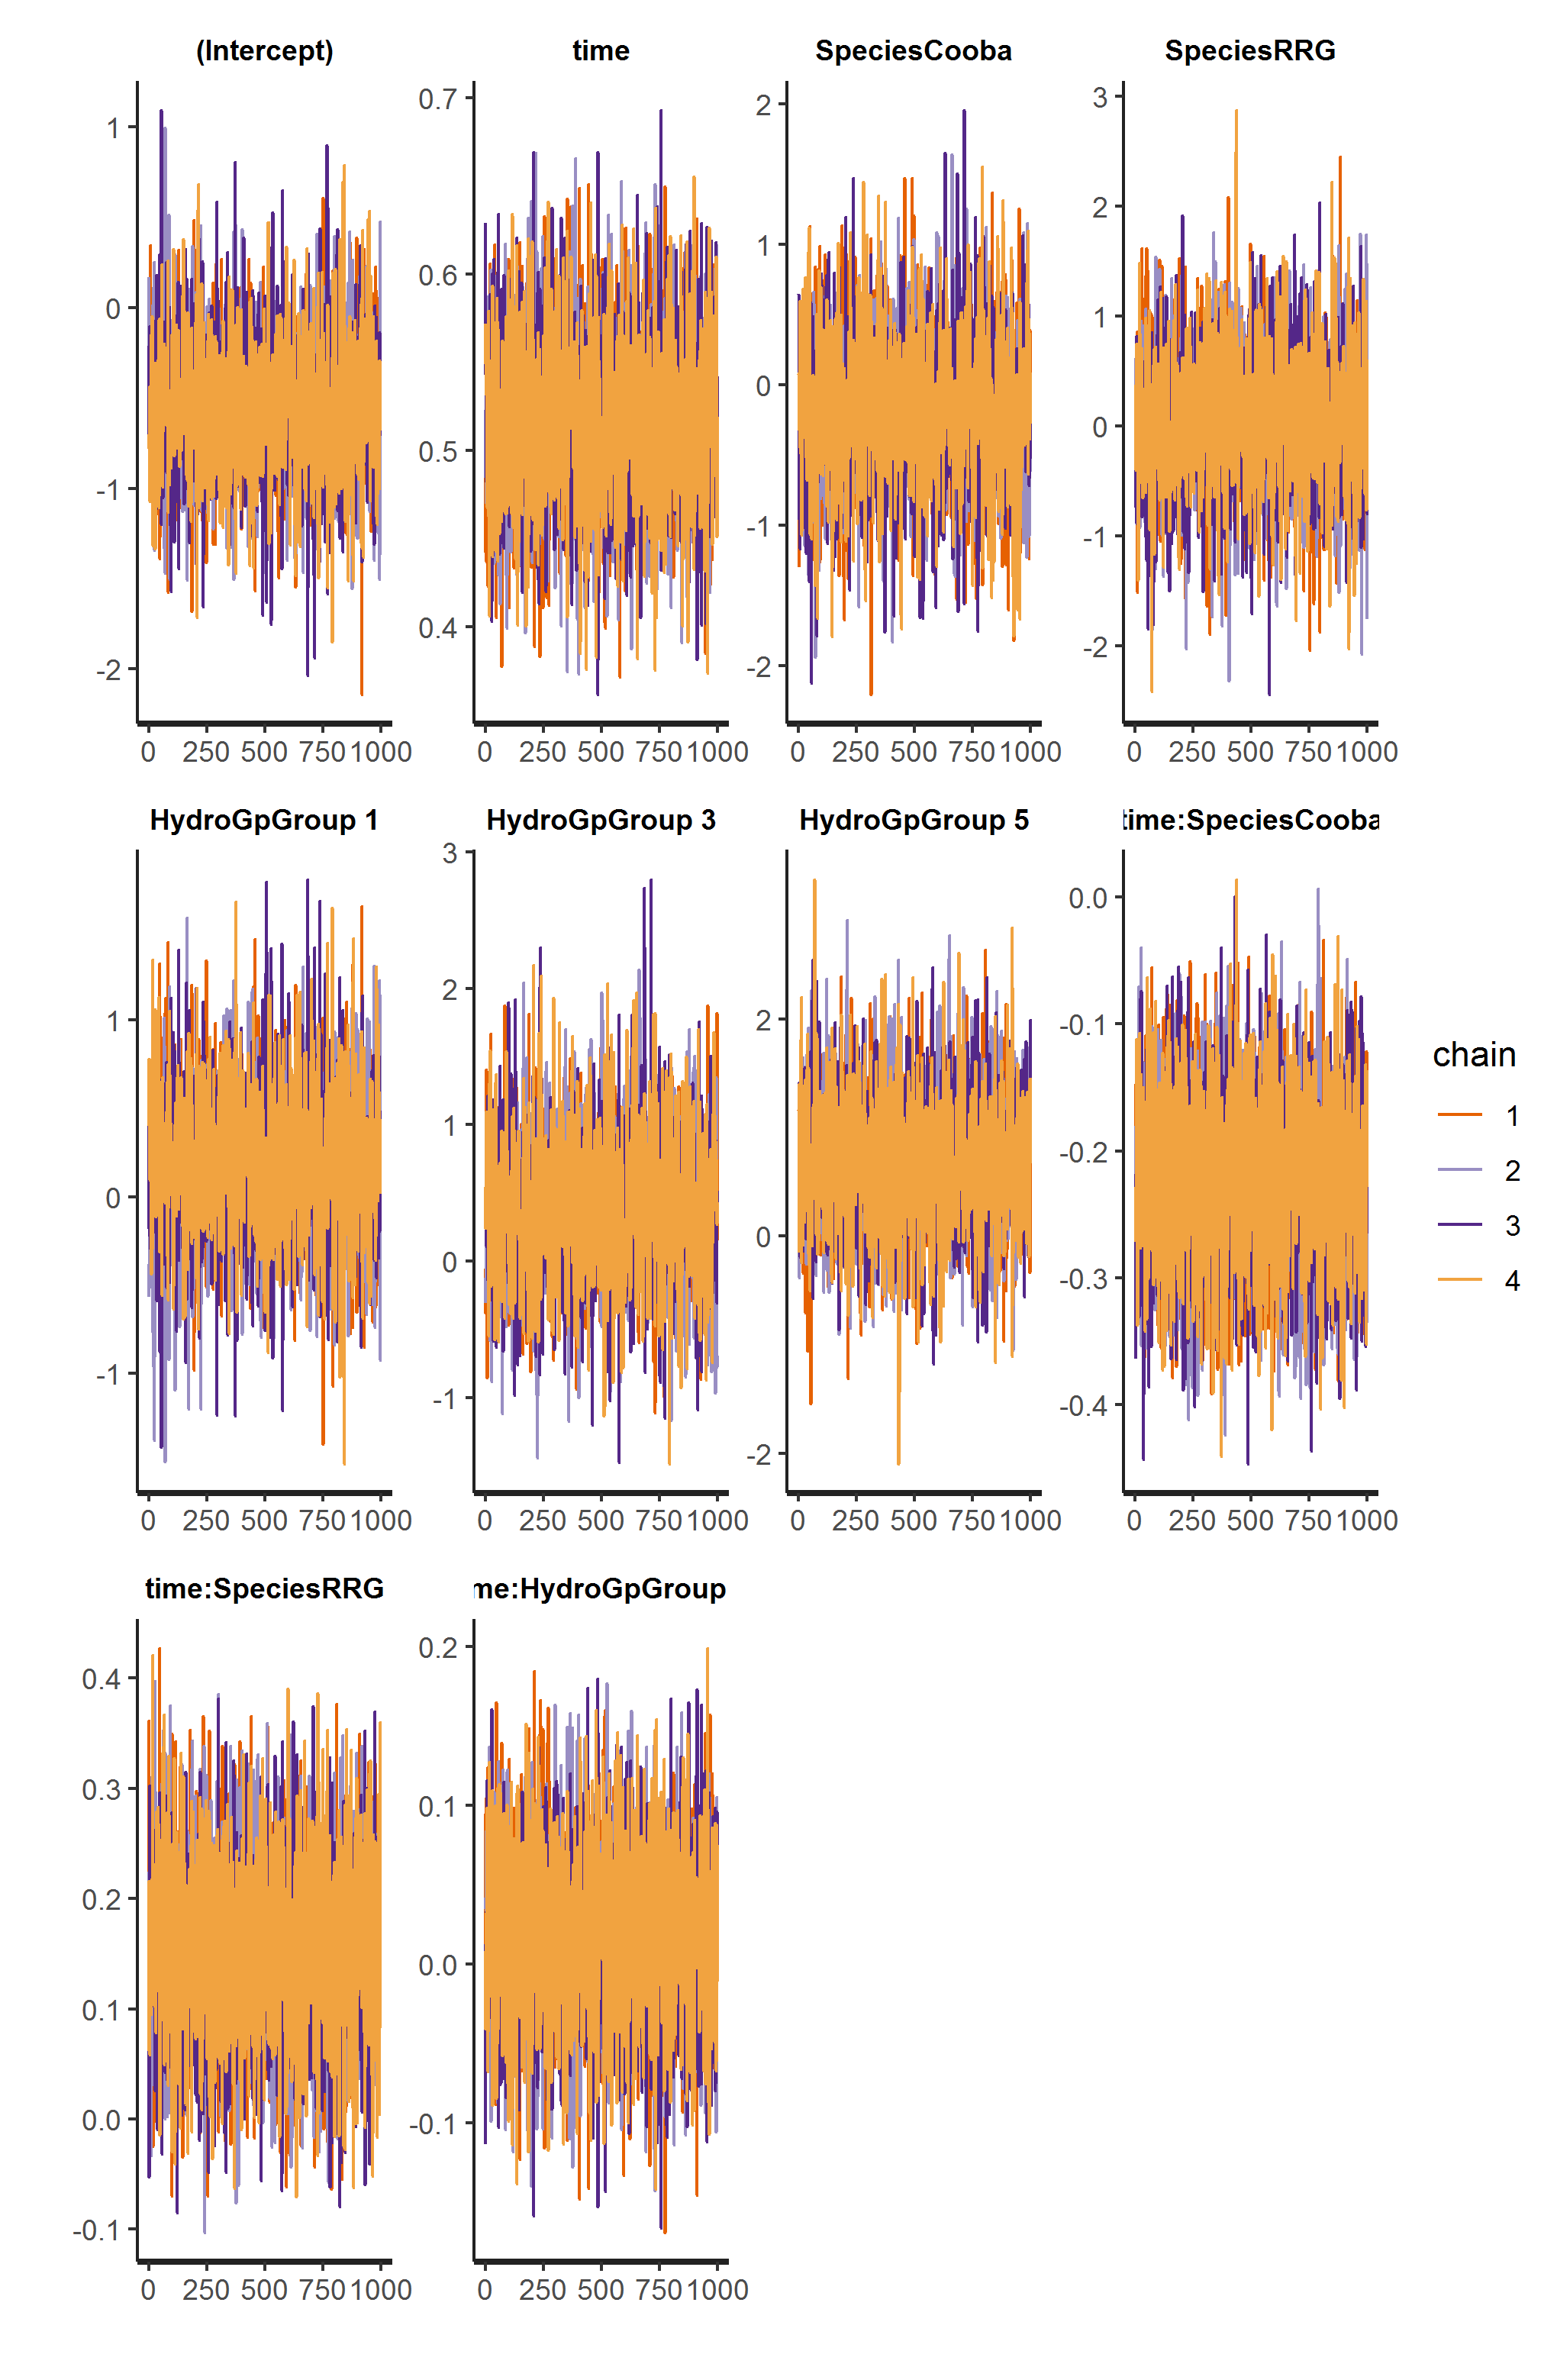 (Intercept) time SpeciesCooba SpeciesRRG
1 0 -1 -2
0.7 0.6 0.5 0.4
2 1 0 -1 -2
3 2 1 0 -1 -2
0 250 500 750 1000 0 250 500 750 1000 0 250 500 750 1000 0 250 500 750 1000
HydroGpGroup 1 HydroGpGroup 3 HydroGpGroup 5 time:SpeciesCooba
1 0 -1
3 2 1 0 -1
2 0 -2
0.0 -0.1 -0.2 -0.3 -0.4
0 250 500 750 1000 0 250 500 750 1000 0 250 500 750 1000 0 250 500 750 1000
time:SpeciesRRG me:HydroGpGroup
0.4 0.3 0.2 0.1 0.0 -0.1
0.2 0.1 0.0 -0.1
0 250 500 750 1000 0 250 500 750 1000
chain
1
2
3
4